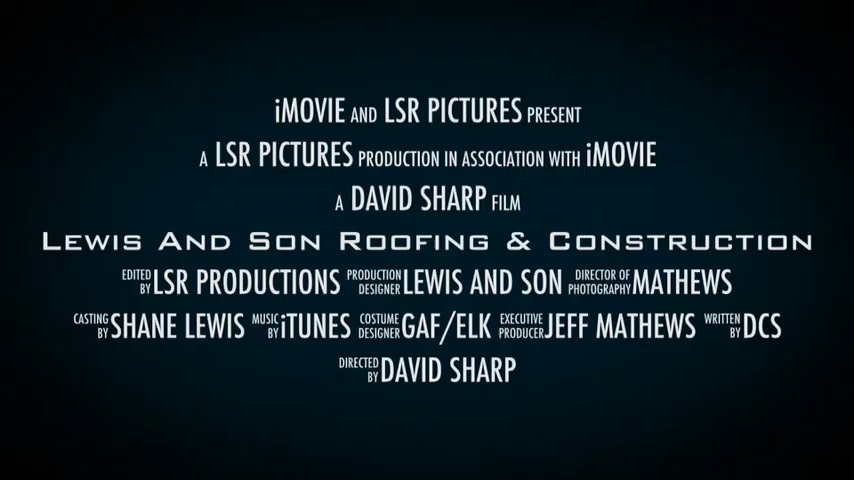 iMOVIE AND LSR PICTURES PRESENT
A LSR PICTURES PRODUCTION IN ASSOCIATION WITH iMOVIE
A DAVID SHARP FILM
LEWIS AND SON ROOFING & CONSTRUCTION
EDITED BY LSR PRODUCTIONS PRODUCTION DESIGNER LEWIS AND SON DIRECTOR OF PHOTOGRAPHY MATHEWS
CASTING BY SHANE LEWIS MUSIC BY iTUNES COSTUME DESIGNER GAF/ELK EXECUTIVE PRODUCER JEFF MATHEWS WRITTEN BY DCS
DIRECTED BY DAVID SHARP